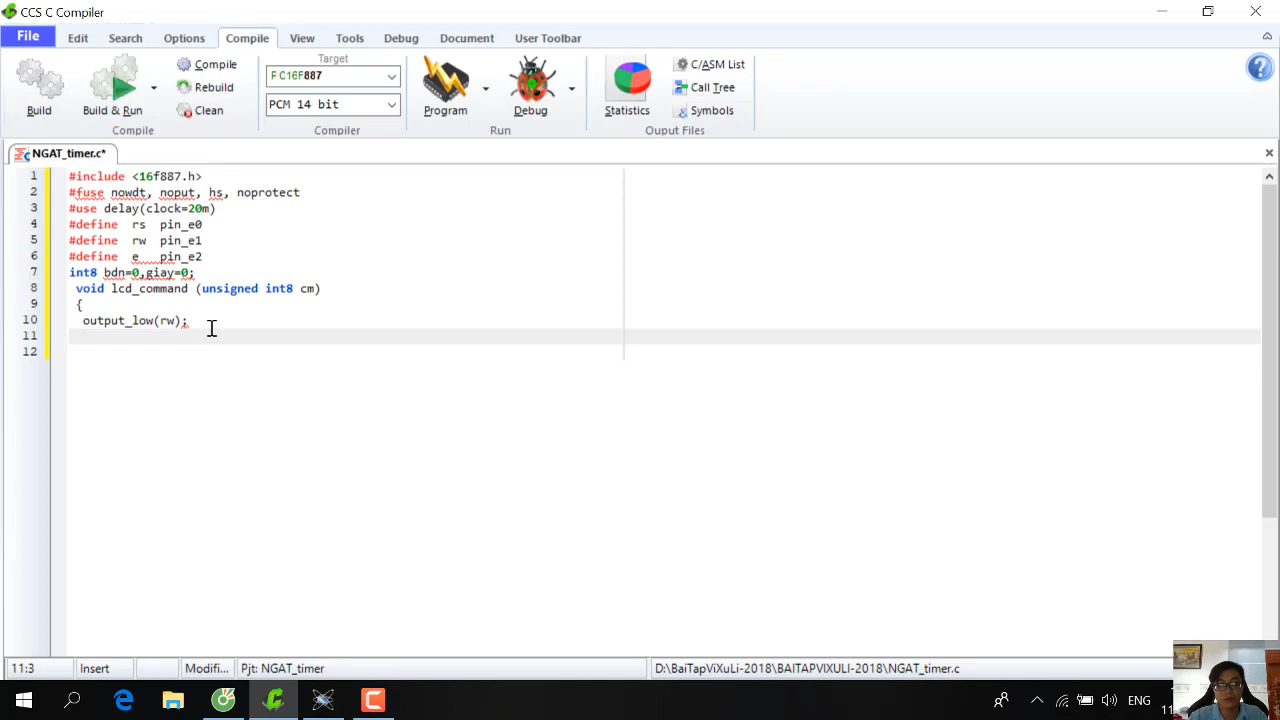 CCS C Compiler
File Edit Search Options Compile View Tools Debug Document User Toolbar
Build
Build & Run
Compile
Rebuild
Clean
Compile
Target
PIC16F887
PCM 14 bit
Compiler
Program
Debug
Run
Statistics
C/ASM List
Call Tree
Symbols
Ouput Files
NGAT_timer.c*
1 #include <16f887.h>
2 #fuse nowdt, noput, hs, noprotect
3 #use delay(clock=20m)
4 #define rs pin_e0
5 #define rw pin_e1
6 #define e pin_e2
7 int8 bdn=0,giay=0;
8 void lcd_command (unsigned int8 cm)
9 {
10 output_low(rw);
11
12
11:3 Insert Modifi... Pjt: NGAT_timer D:\BaiTapViXuLi-2018\BAITAPVIXULI-2018\NGAT_timer.c
ENG